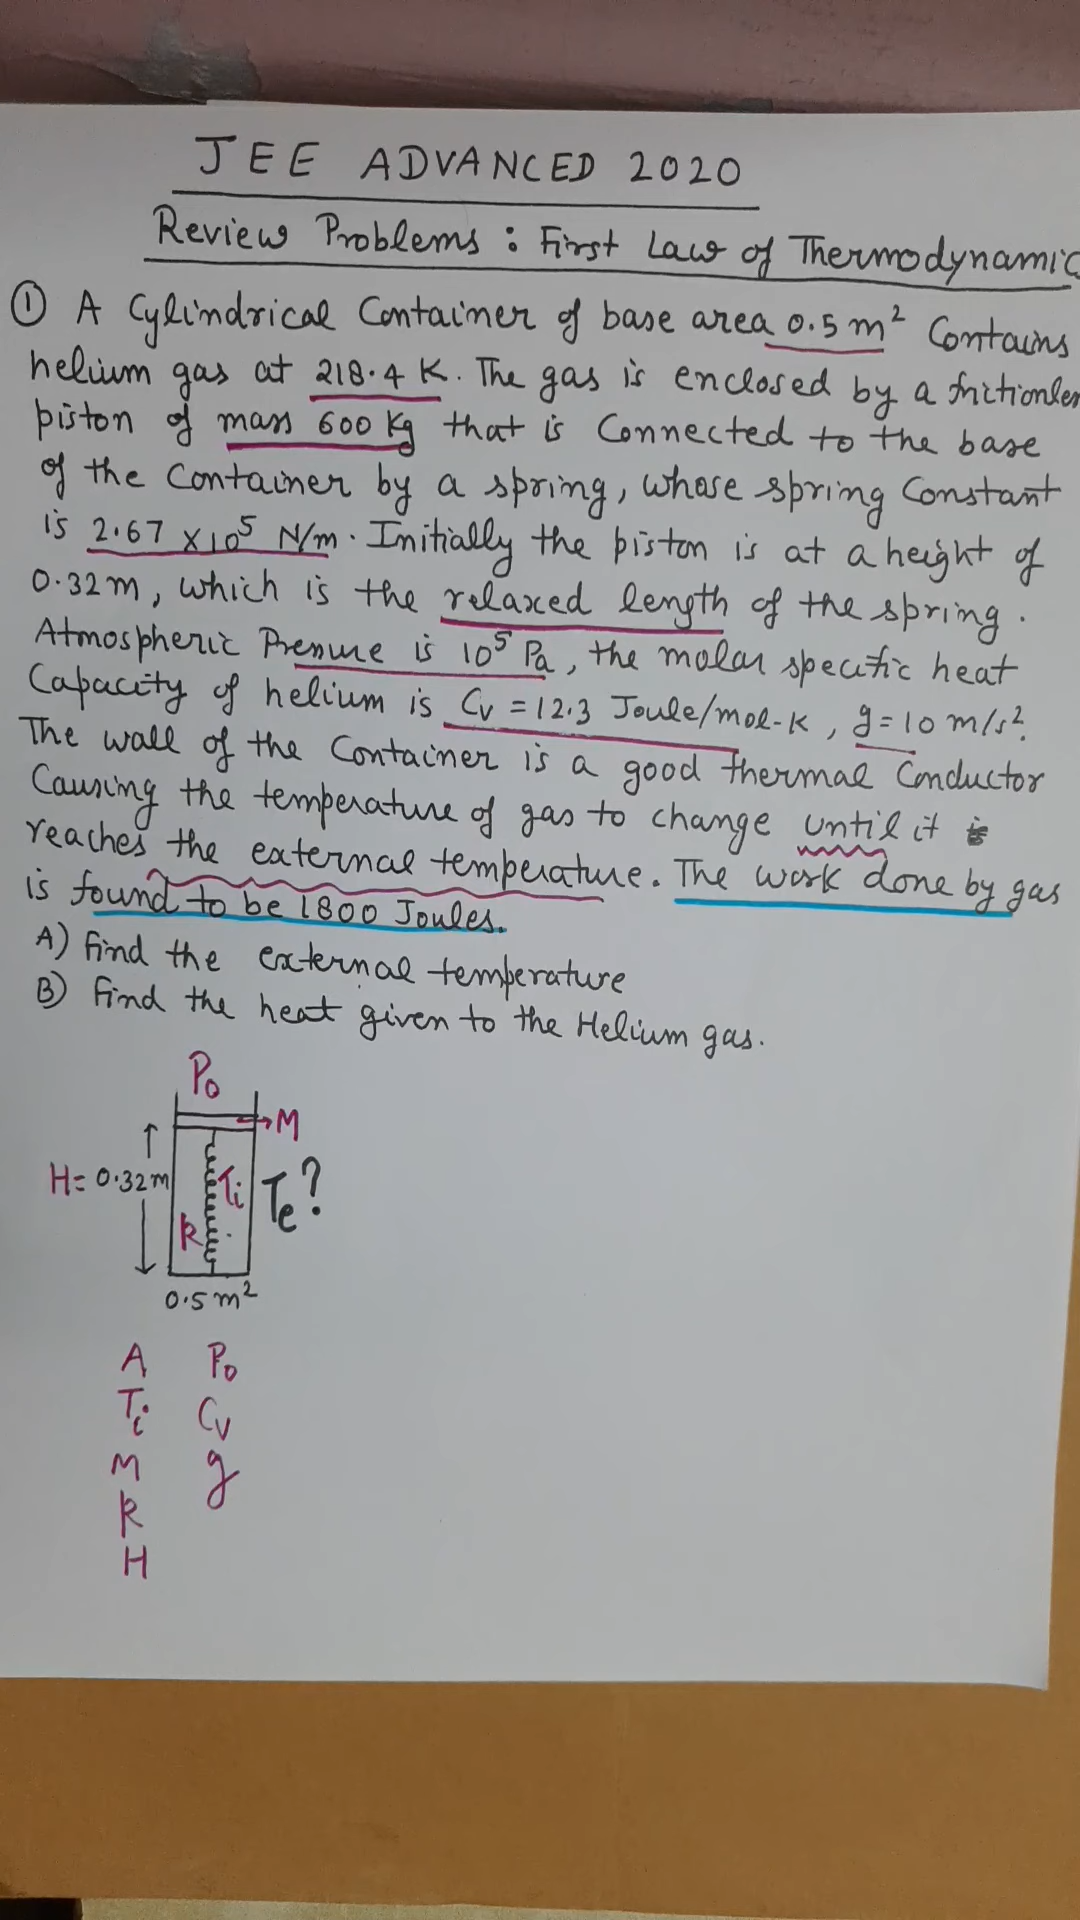 JEE ADVANCED 2020
Review Problems : First Law of Thermodynamic
① A Cylindrical Container of base area 0.5 m² Contains
helium gas at 218.4 K. The gas is enclosed by a frictionles
piston of mass 600 Kg that is Connected to the base
of the Container by a spring, whose spring Constant
is 2.67 x10⁵ N/m. Initially the piston is at a height of
0.32m, which is the relaxed length of the spring.
Atmospheric Pressure is 10⁵ Pa, the molar specific heat
Capacity of helium is Cv = 12.3 Joule/mol-K, g = 10 m/s².
The wall of the Container is a good thermal Conductor
Causing the temperature of gas to change until it
reaches the external temperature. The work done by gas
is found to be 1800 Joules.
A) find the external temperature
B) find the heat given to the Helium gas.
Po
M
H = 0.32m
Ti
Te?
k
0.5 m²
A Po
Ti Cv
M g
k
H